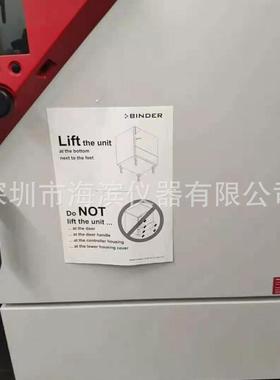 >BINDER
Lift the unit
at the bottom
next to the feet
深圳市海滨仪器有限公司
Do NOT
lift the unit ...
... at the door
... at the door handle
... at the controller housing
... at the lower housing cover